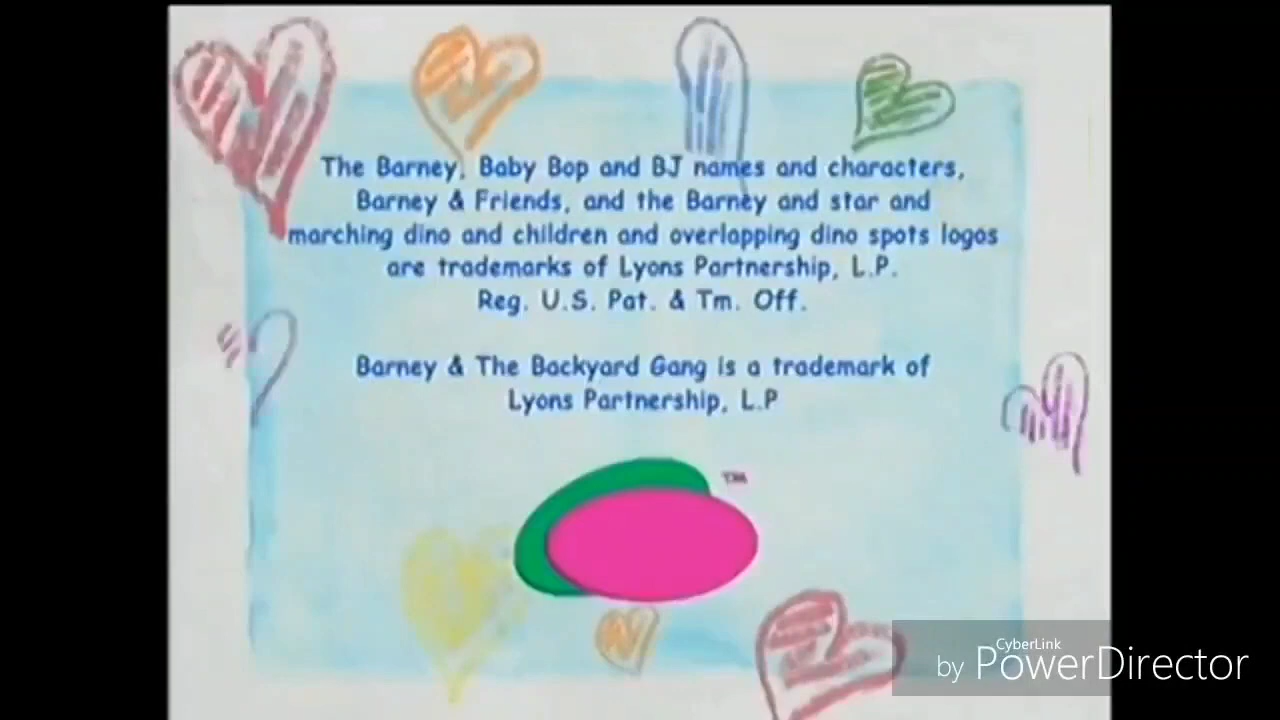 The Barney, Baby Bop and BJ names and characters,
Barney & Friends, and the Barney and star and
marching dino and children and overlapping dino spots logos
are trademarks of Lyons Partnership, L.P.
Reg. U.S. Pat. & Tm. Off.
Barney & The Backyard Gang is a trademark of
Lyons Partnership, L.P
TM
CyberLink
by PowerDirector